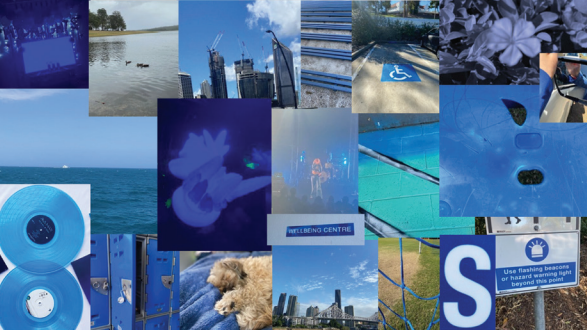 WELLBEING CENTRE
S
Use flashing beacons
or hazard warning light
beyond this point